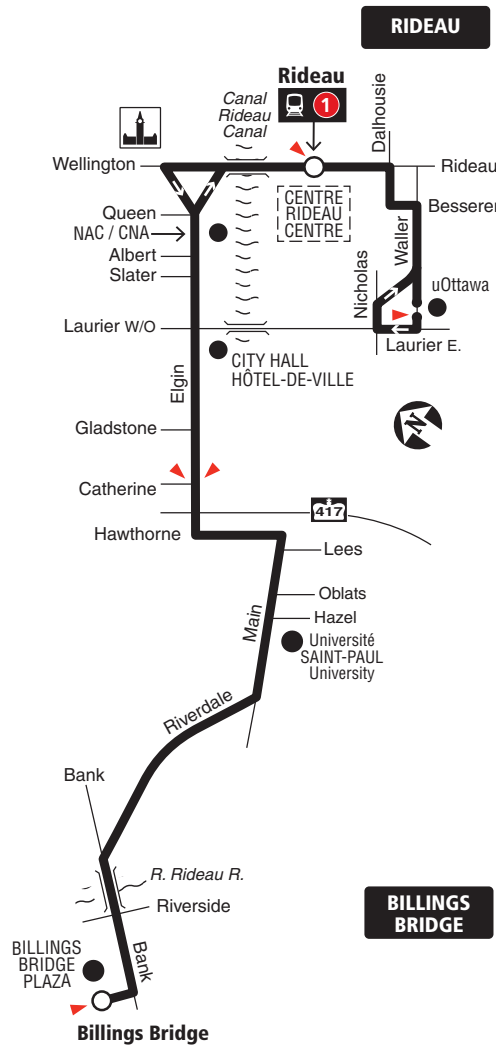 RIDEAU
Rideau
1
Canal
Rideau
Canal
Dalhousie
Wellington
Rideau
CENTRE
RIDEAU
CENTRE
Besserer
Queen
NAC / CNA
Waller
Albert
Nicholas
uOttawa
Slater
Laurier W/O
Laurier E.
CITY HALL
HÔTEL-DE-VILLE
Elgin
N
Gladstone
Catherine
417
Hawthorne
Lees
Oblats
Main
Hazel
Université
SAINT-PAUL
University
Riverdale
Bank
R. Rideau R.
Riverside
BILLINGS
BRIDGE
BILLINGS
BRIDGE
PLAZA
Bank
Billings Bridge